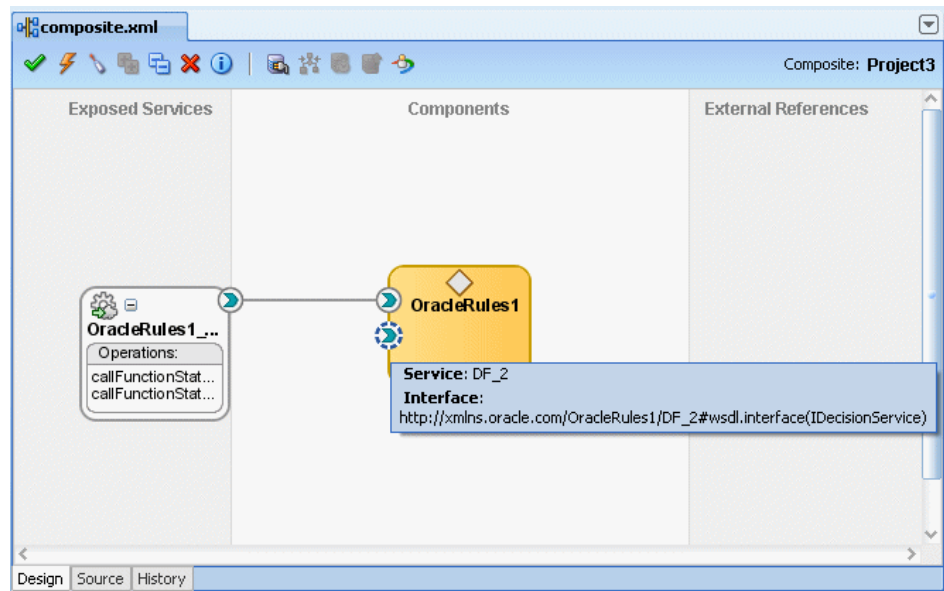 composite.xml
Composite: Project3
Exposed Services
Components
External References
OracleRules1
OracleRules1_...
Operations:
callFunctionStat...
callFunctionStat...
Service: DF_2
Interface:
http://xmlns.oracle.com/OracleRules1/DF_2#wsdl.interface(IDecisionService)
Design Source History